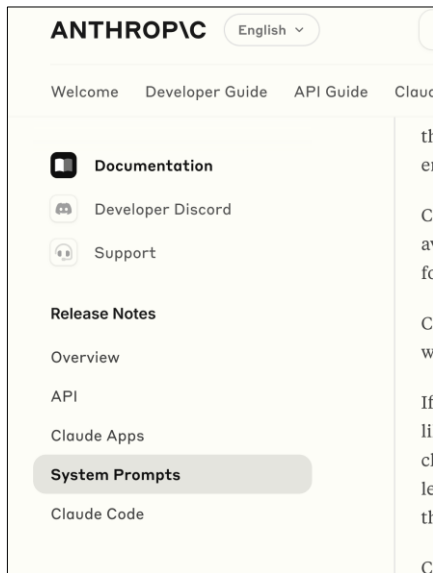 ANTHROP\C
English
Welcome Developer Guide API Guide
Documentation
Developer Discord
Support
Release Notes
Overview
API
Claude Apps
System Prompts
Claude Code